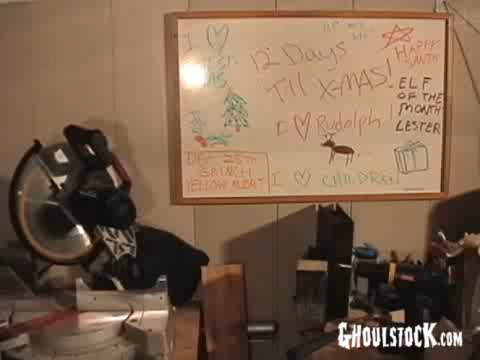 I ♡
12 Days
Till X-MAS!
HAPPY
SANTA
I ♡ Rudolph!
ELF
OF THE
MONTH
LESTER
DEC 25TH
GRINCH
YELLOW ALERT
I ♡ CHILDREN
GHOULSTOCK.COM